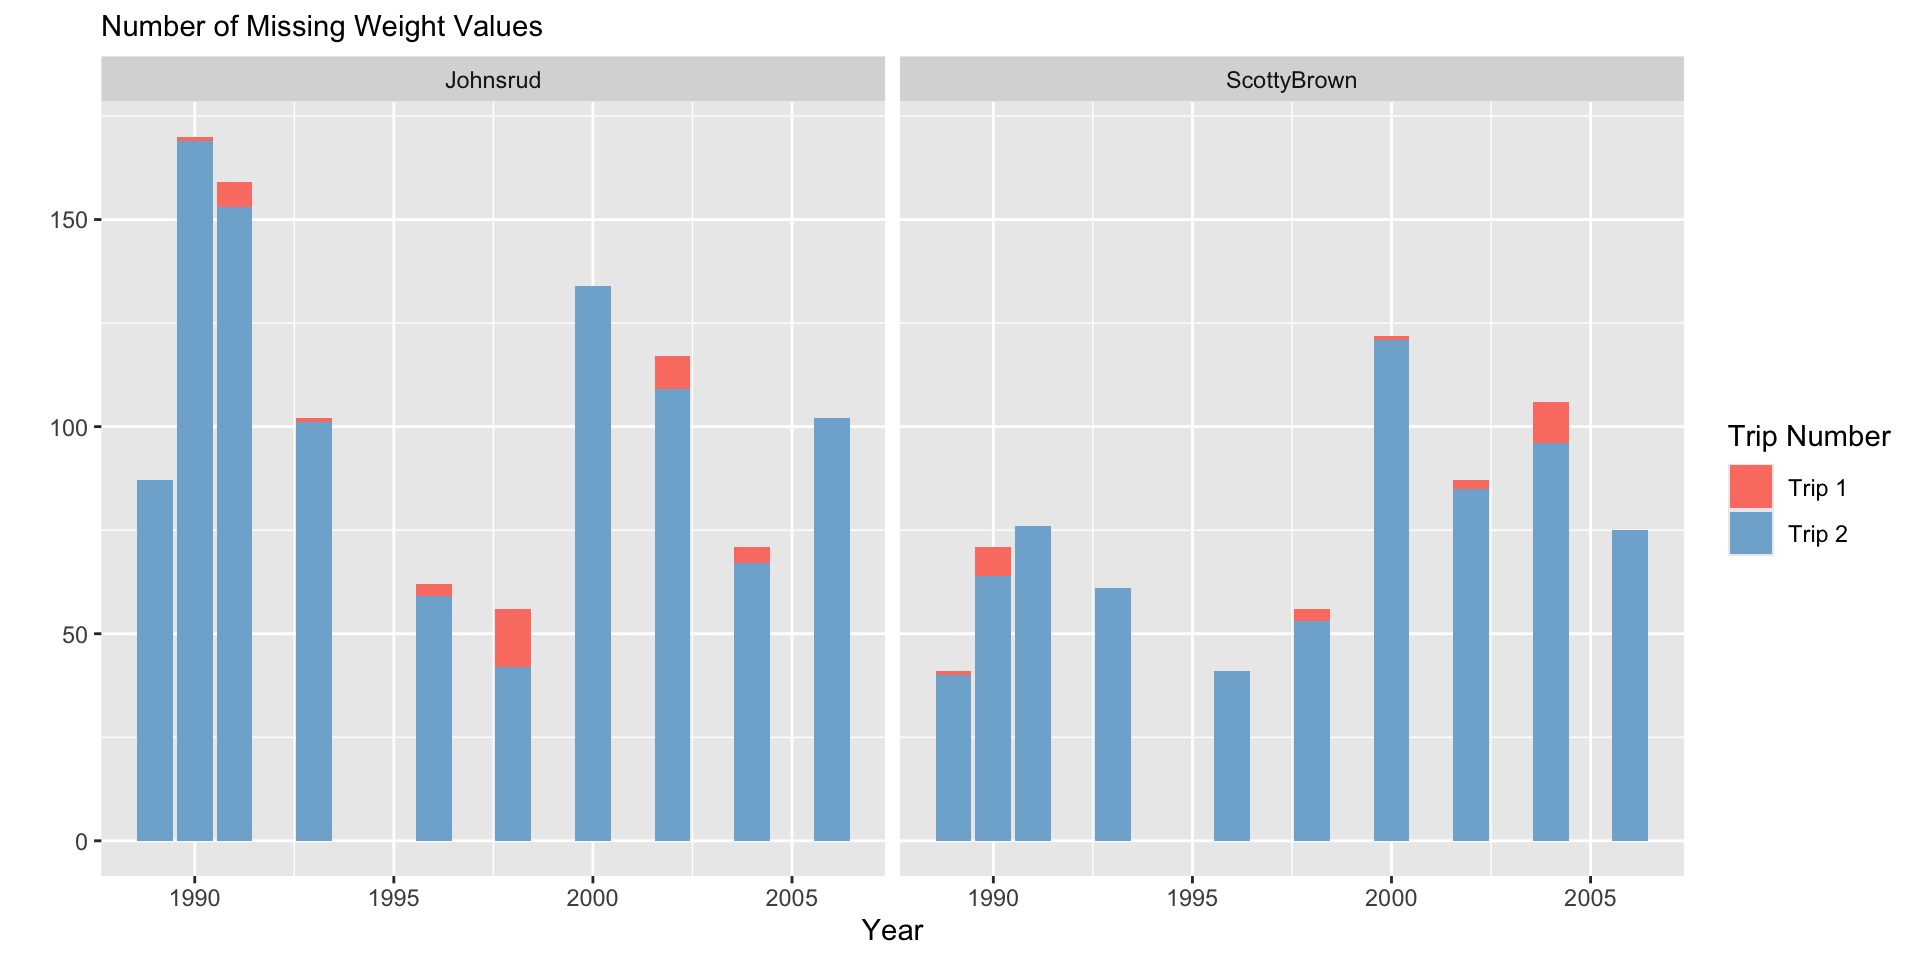 Number of Missing Weight Values
Johnsrud
ScottyBrown
150
100
50
0
1990
1995
2000
2005
1990
1995
2000
2005
Year
Trip Number
Trip 1
Trip 2